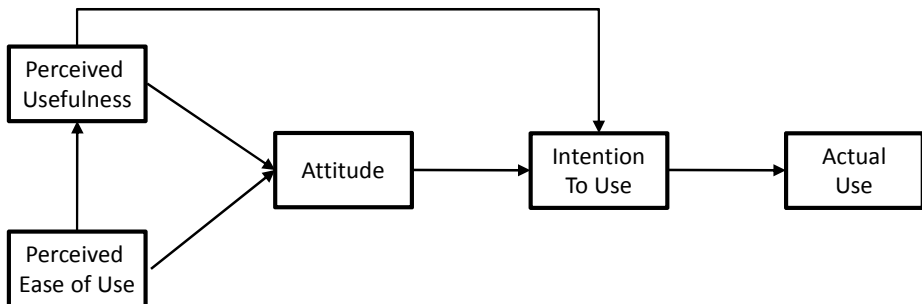 Perceived
Usefulness
Attitude
Intention
To Use
Actual
Use
Perceived
Ease of Use